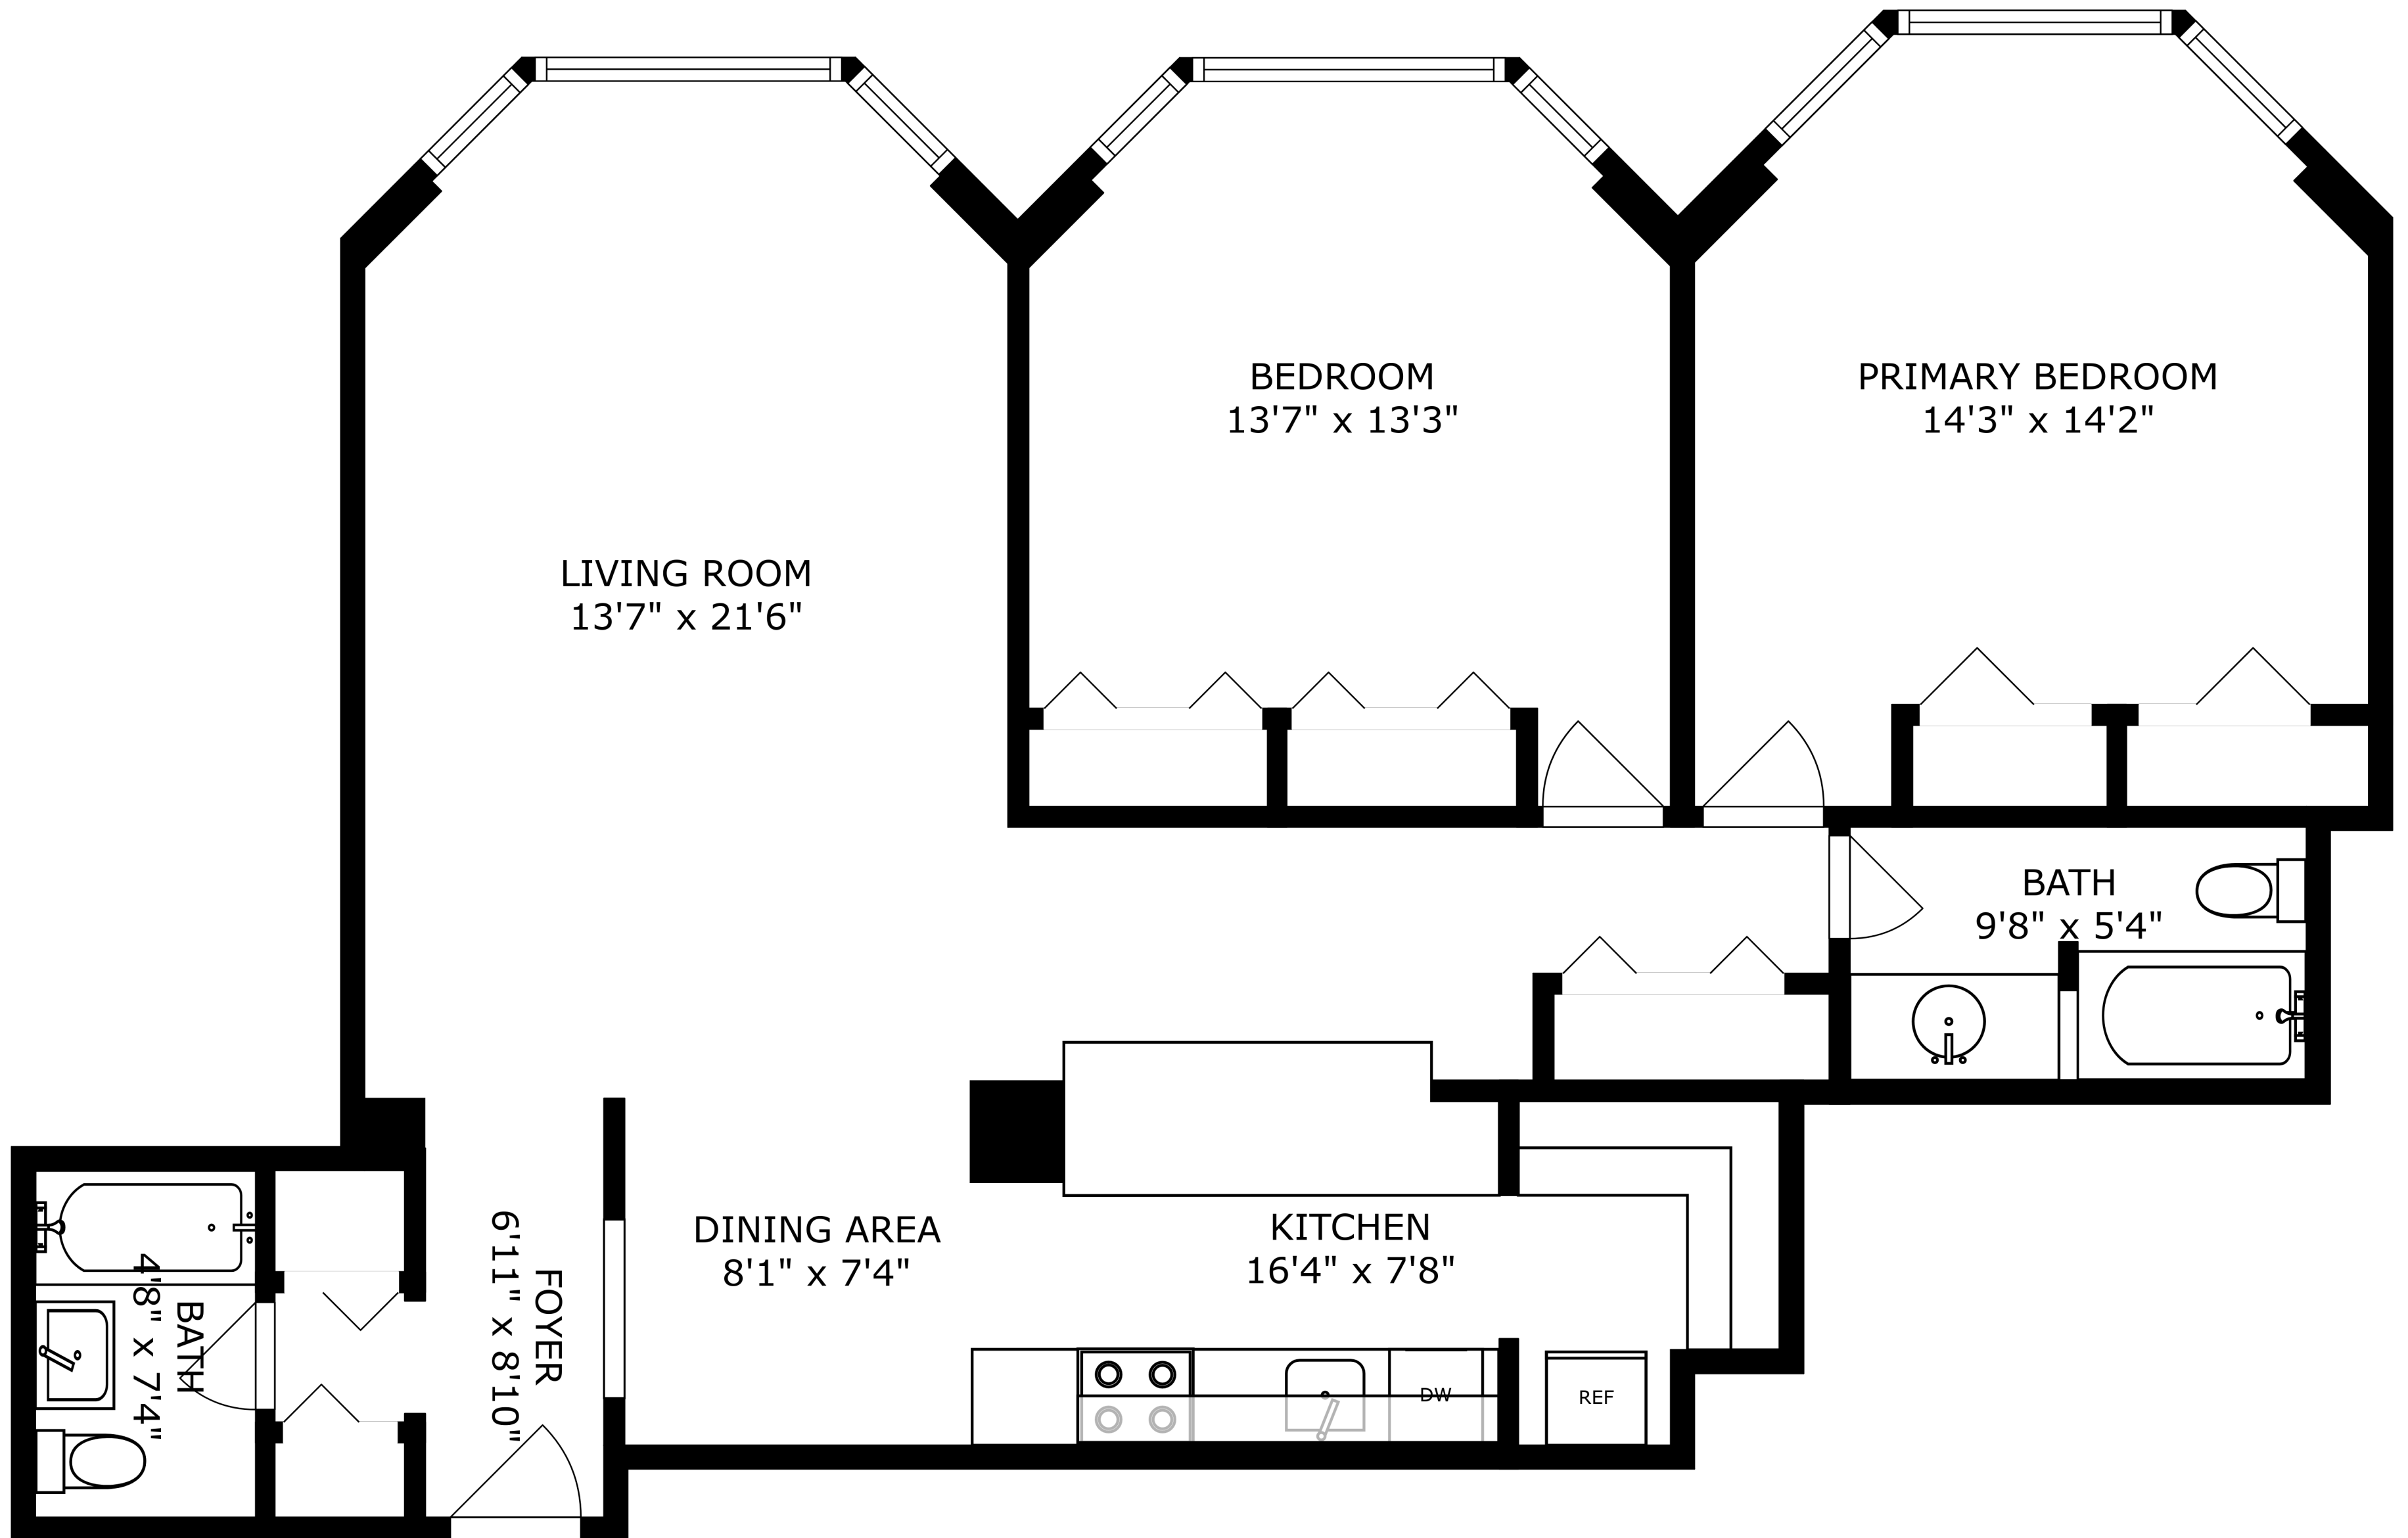 BEDROOM
13'7" x 13'3"
PRIMARY BEDROOM
14'3" x 14'2"
LIVING ROOM
13'7" x 21'6"
BATH
9'8" x 5'4"
DINING AREA
8'1" x 7'4"
KITCHEN
16'4" x 7'8"
FOYER
6'11" x 8'10"
BATH
4'8" x 7'4"
DW
REF